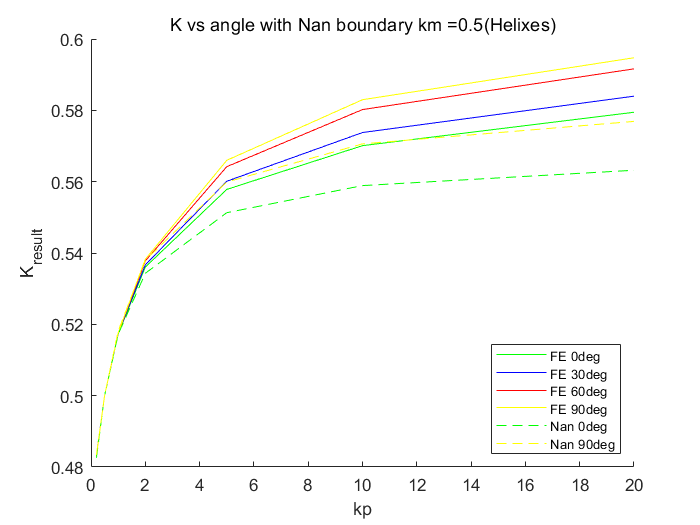 K vs angle with Nan boundary km =0.5(Helixes)
0.6
0.58
0.56
0.54
0.52
0.5
0.48
K_result
0 2 4 6 8 10 12 14 16 18 20
kp
FE 0deg
FE 30deg
FE 60deg
FE 90deg
Nan 0deg
Nan 90deg